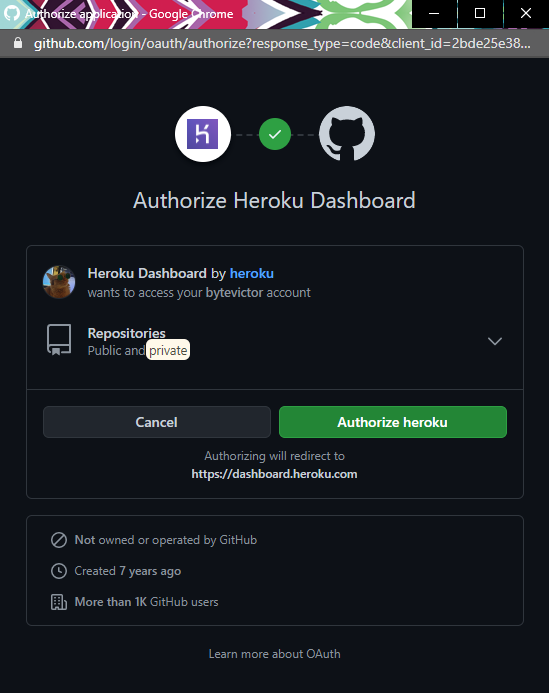 Authorize application - Google Chrome
github.com/login/oauth/authorize?response_type=code&client_id=2bde25e38...
Authorize Heroku Dashboard
Heroku Dashboard by heroku
wants to access your bytevictor account
Repositories
Public and private
Cancel
Authorize heroku
Authorizing will redirect to
https://dashboard.heroku.com
Not owned or operated by GitHub
Created 7 years ago
More than 1K GitHub users
Learn more about OAuth